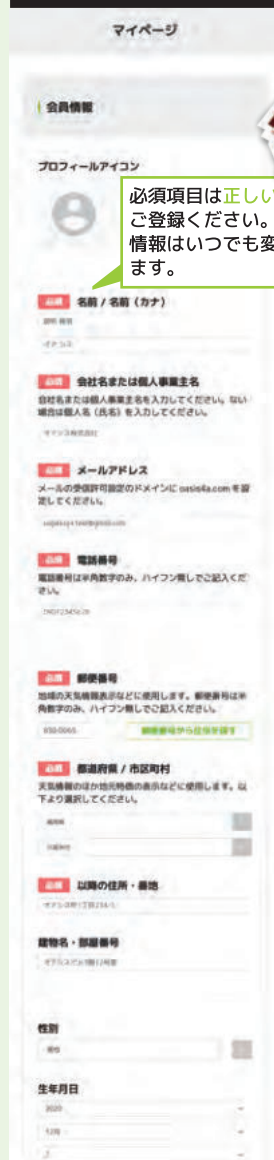 マイページ
会員情報
プロフィールアイコン
必須項目は正しい
ご登録ください。
情報はいつでも変
ます。
必須 名前 / 名前（カナ）
必須 会社名または個人事業主名
会社名または個人事業主名を入力してください。ない
場合は個人名（氏名）を入力してください。
必須 メールアドレス
メールの受信許可設定のドメインに oasis4a.com を設
定してください。
必須 電話番号
電話番号は半角数字のみ、ハイフン無しでご記入くだ
さい。
必須 郵便番号
地域の天気情報表示などに使用します。郵便番号は半
角数字のみ、ハイフン無しでご記入ください。
郵便番号から住所を探す
必須 都道府県 / 市区町村
天気情報のほか地元特価の表示などに使用します。以
下より選択してください。
必須 以降の住所・番地
建物名・部屋番号
性別
男性
生年月日
2020
12月
1